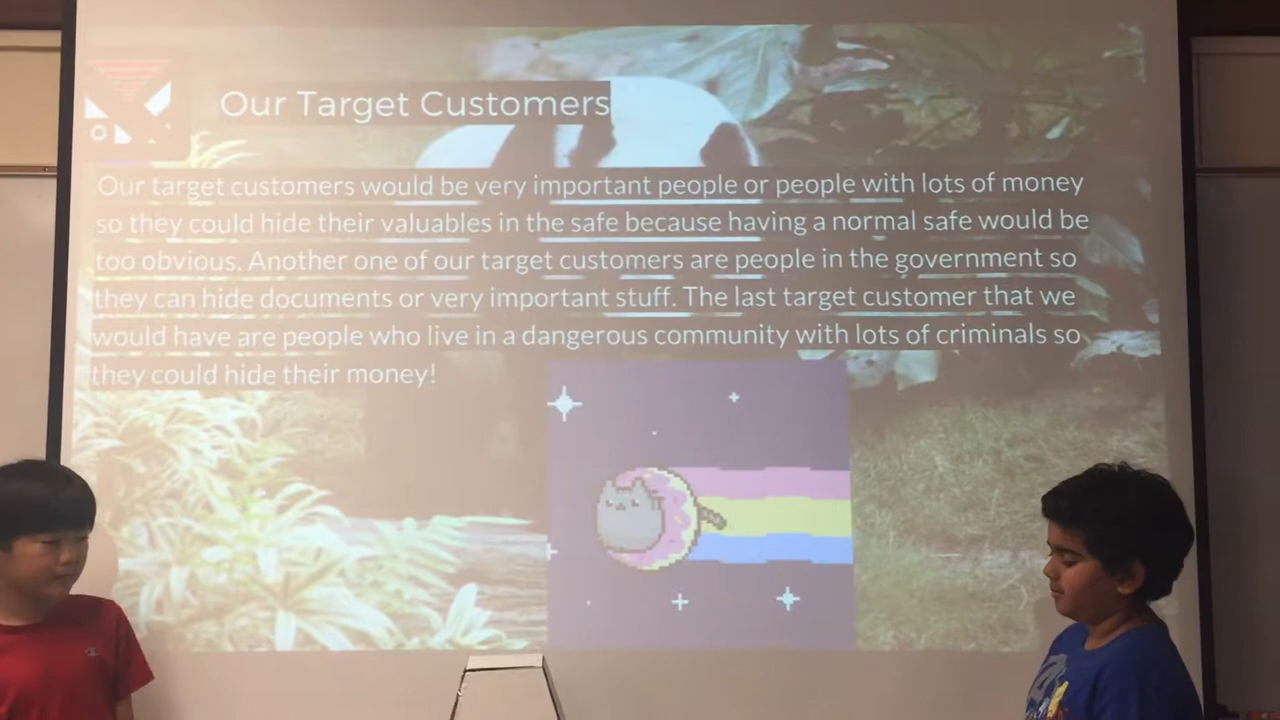 Our Target Customers
Our target customers would be very important people or people with lots of money
so they could hide their valuables in the safe because having a normal safe would be
too obvious. Another one of our target customers are people in the government so
they can hide documents or very important stuff. The last target customer that we
would have are people who live in a dangerous community with lots of criminals so
they could hide their money!